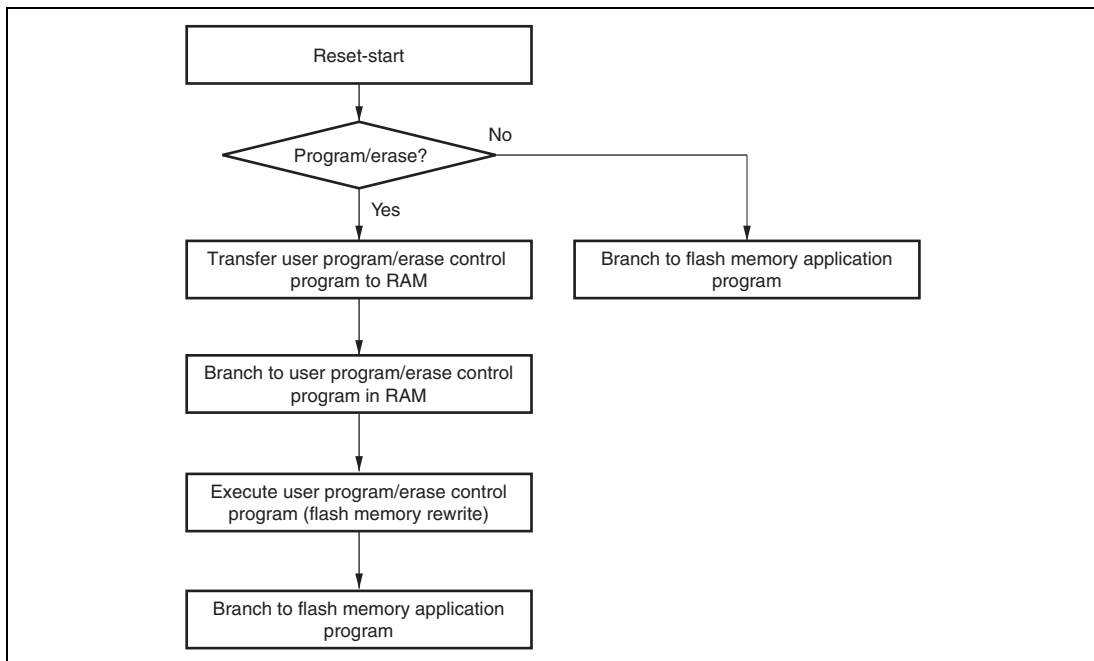 Reset-start
No
Program/erase?
Yes
Transfer user program/erase control
program to RAM
Branch to flash memory application
program
Branch to user program/erase control
program in RAM
Execute user program/erase control
program (flash memory rewrite)
Branch to flash memory application
program